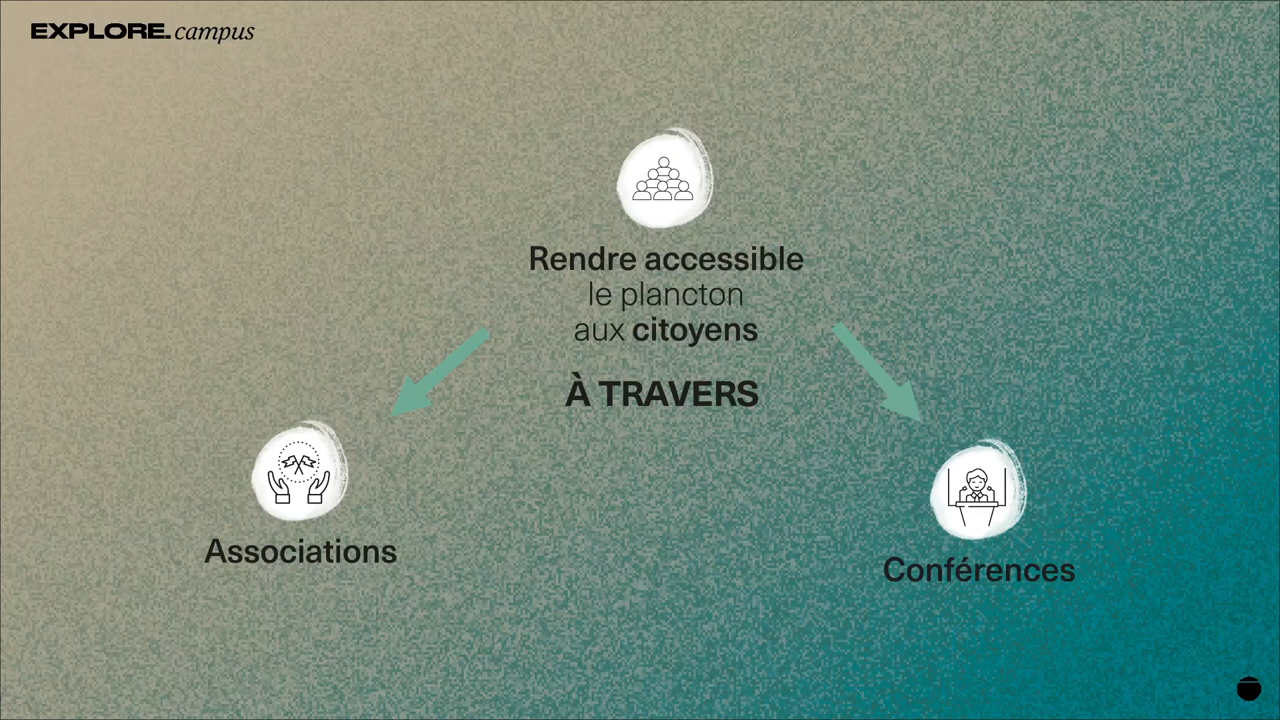 EXPLORE.campus
Rendre accessible
le plancton
aux citoyens
À TRAVERS
Associations
Conférences